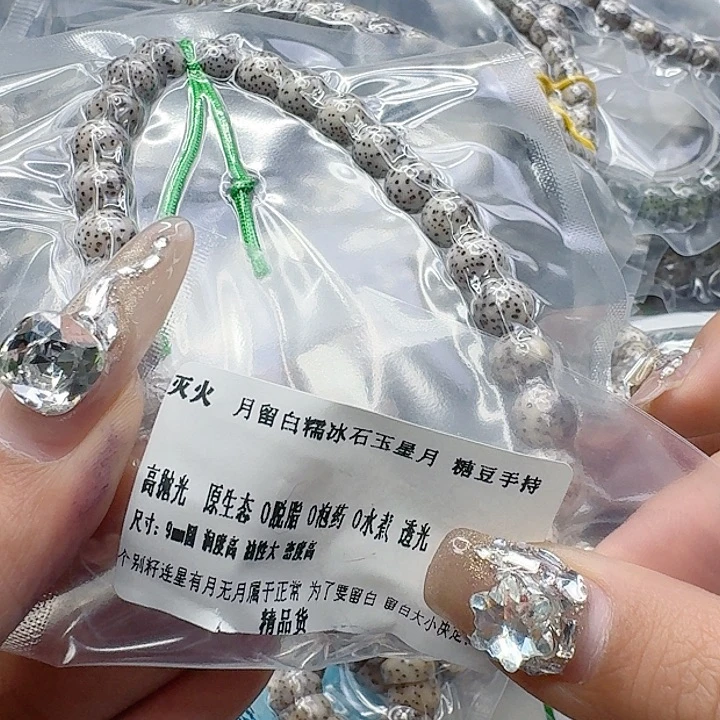 灭火 月留白糯冰石玉星月 糖豆手持
高抛光 原生态 0脱脂 0泡药 0水煮 透光
尺寸：9mm圆 润度高 油性大 密度高
个别籽连星有月无月属于正常 为了要留白 留白大小决定
精品货